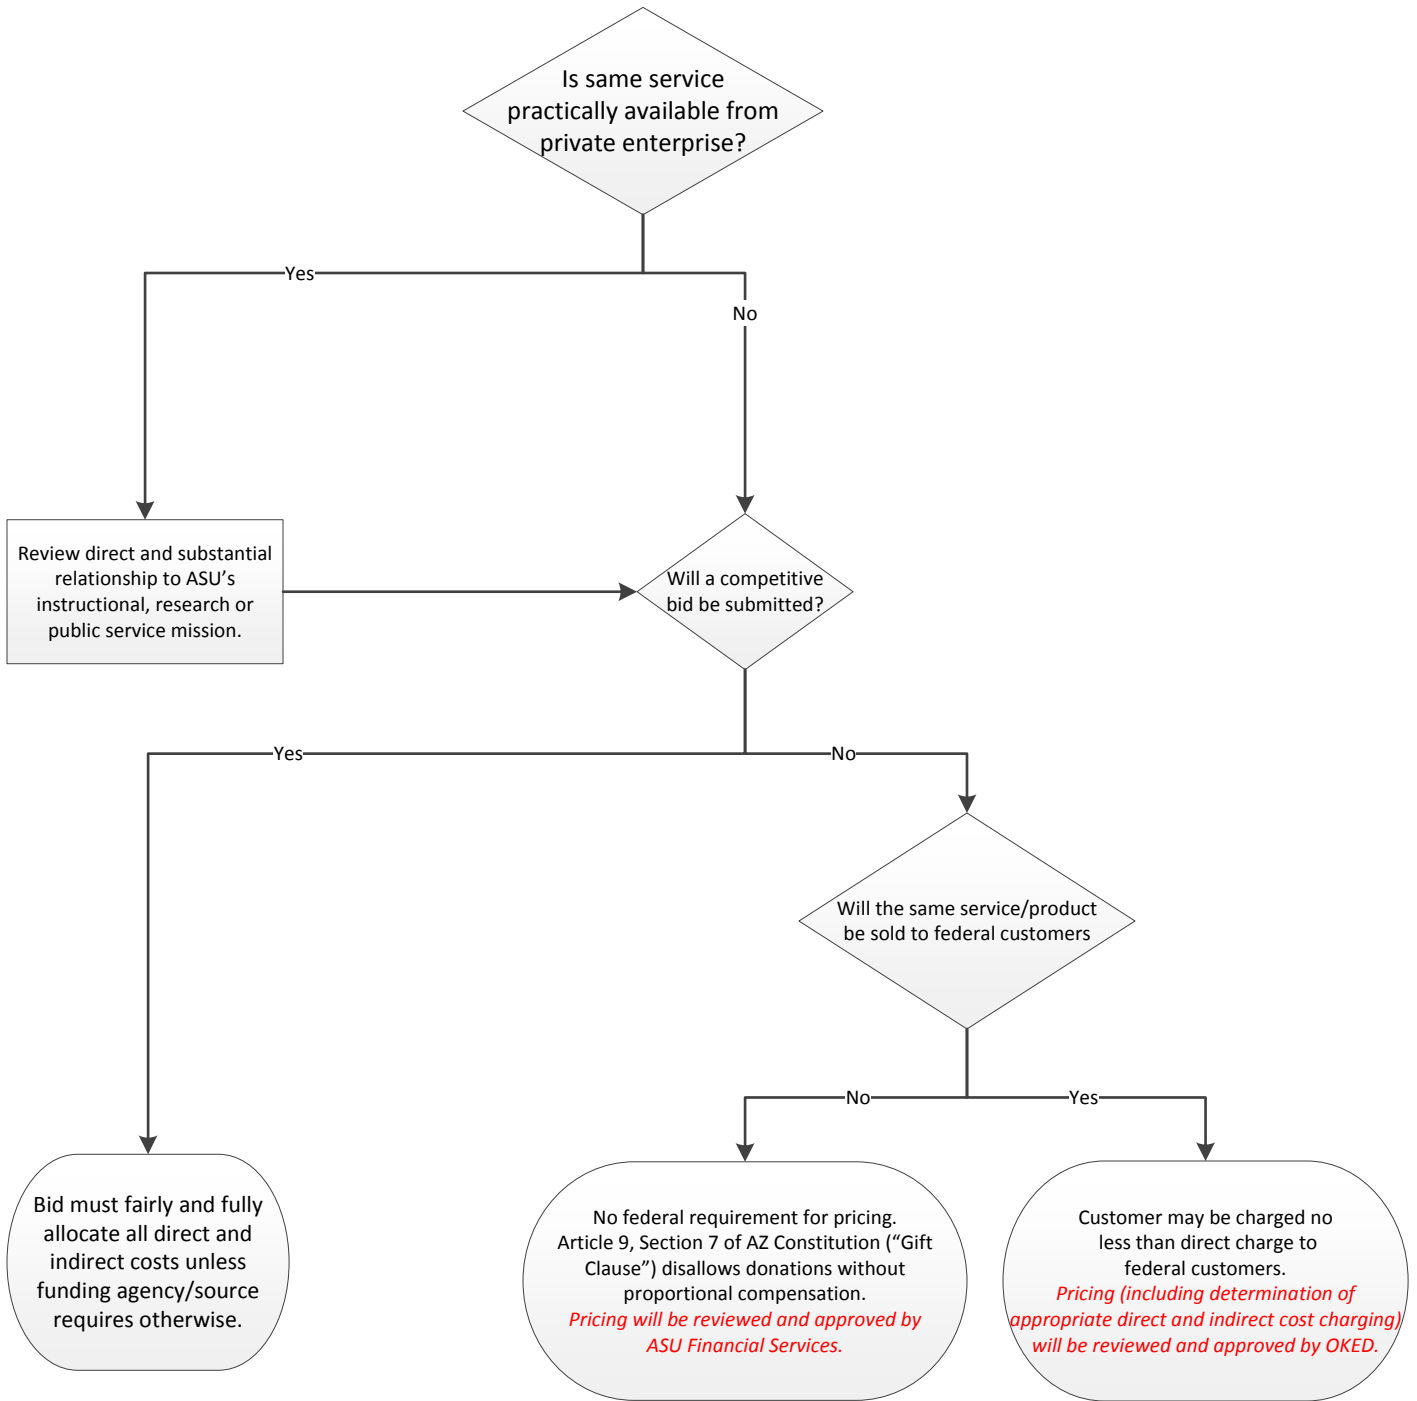 Is same service
practically available from
private enterprise?
Yes
No
Review direct and substantial
relationship to ASU’s
instructional, research or
public service mission.
Will a competitive
bid be submitted?
Yes
No
Will the same service/product
be sold to federal customers
No
Yes
Bid must fairly and fully
allocate all direct and
indirect costs unless
funding agency/source
requires otherwise.
No federal requirement for pricing.
Article 9, Section 7 of AZ Constitution (“Gift
Clause”) disallows donations without
proportional compensation.
Pricing will be reviewed and approved by
ASU Financial Services.
Customer may be charged no
less than direct charge to
federal customers.
Pricing (including determination of
appropriate direct and indirect cost charging)
will be reviewed and approved by OKED.